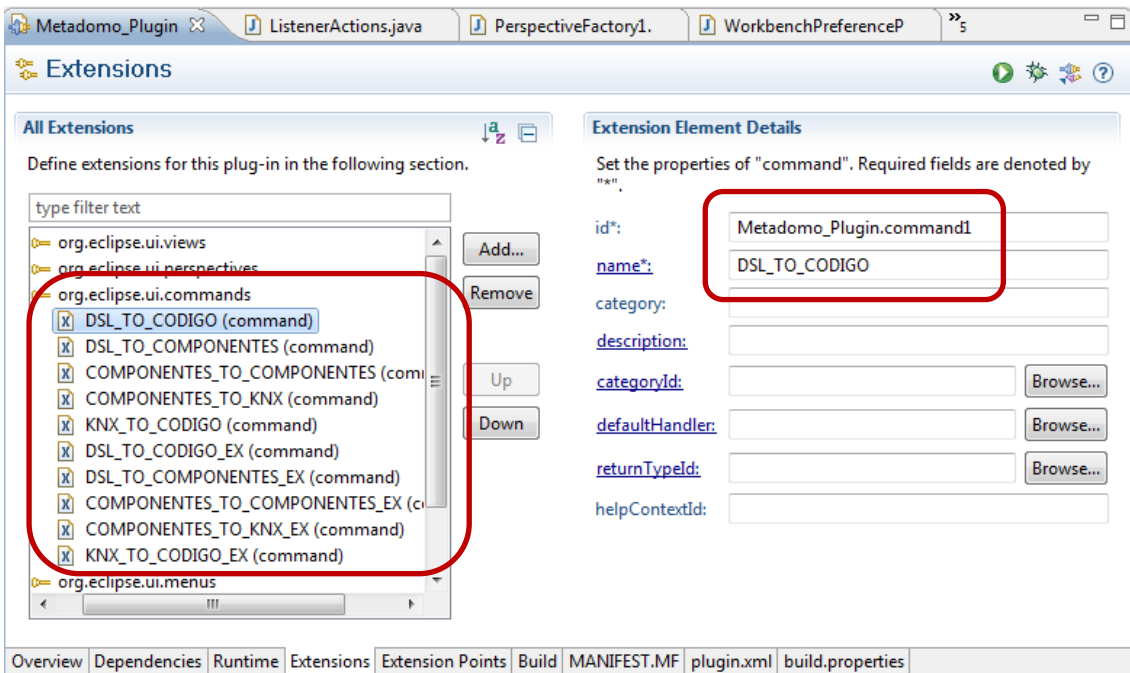 Metadomo_Plugin ListenerActions.java PerspectiveFactory1. WorkbenchPreferenceP »5
Extensions
All Extensions
Define extensions for this plug-in in the following section.
type filter text
org.eclipse.ui.views
org.eclipse.ui.perspectives
org.eclipse.ui.commands
DSL_TO_CODIGO (command)
DSL_TO_COMPONENTES (command)
COMPONENTES_TO_COMPONENTES (com
COMPONENTES_TO_KNX (command)
KNX_TO_CODIGO (command)
DSL_TO_CODIGO_EX (command)
DSL_TO_COMPONENTES_EX (command)
COMPONENTES_TO_COMPONENTES_EX (c
COMPONENTES_TO_KNX_EX (command)
KNX_TO_CODIGO_EX (command)
org.eclipse.ui.menus
Add...
Remove
Up
Down
Extension Element Details
Set the properties of "command". Required fields are denoted by
"*".
id*: Metadomo_Plugin.command1
name*: DSL_TO_CODIGO
category:
description:
categoryId: Browse...
defaultHandler: Browse...
returnTypeId: Browse...
helpContextId:
Overview Dependencies Runtime Extensions Extension Points Build MANIFEST.MF plugin.xml build.properties